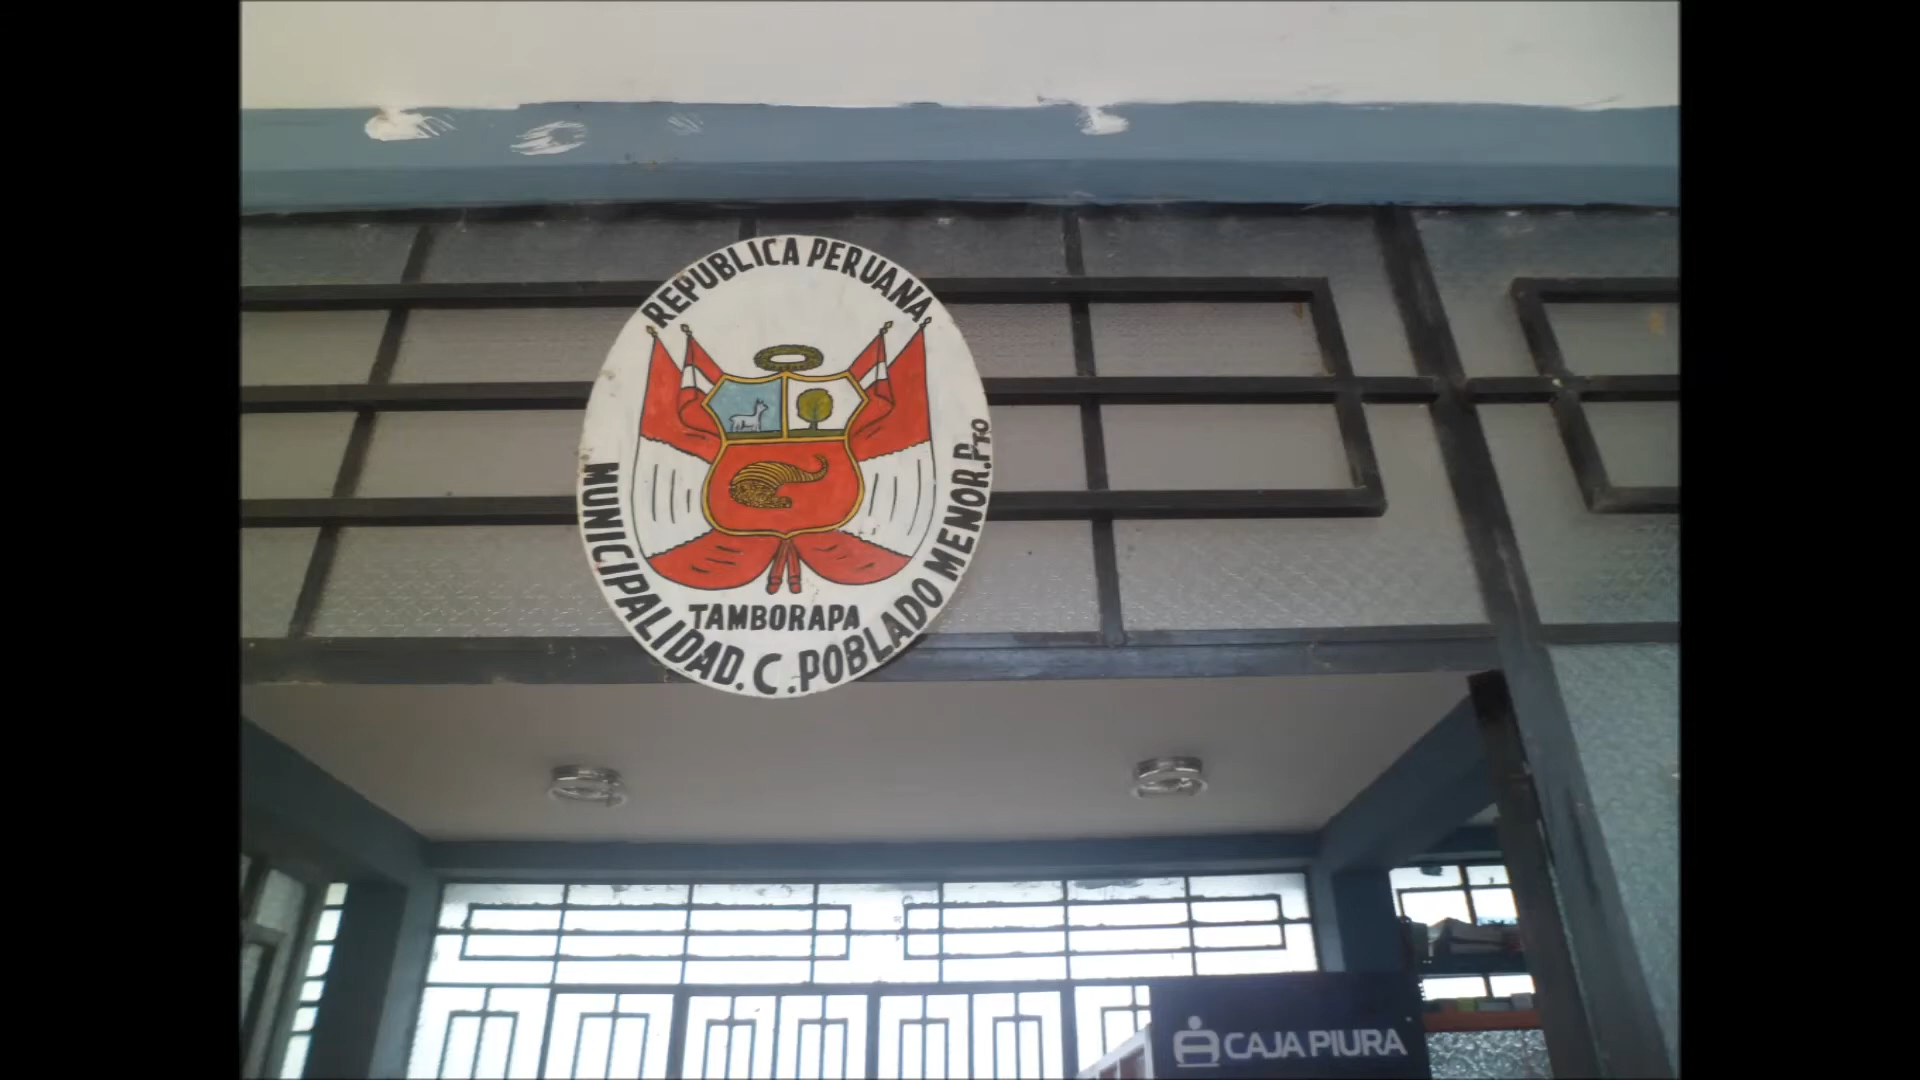 REPUBLICA PERUANA
TAMBORAPA
MUNICIPALIDAD. C. POBLADO MENOR. PTO
CAJA PIURA